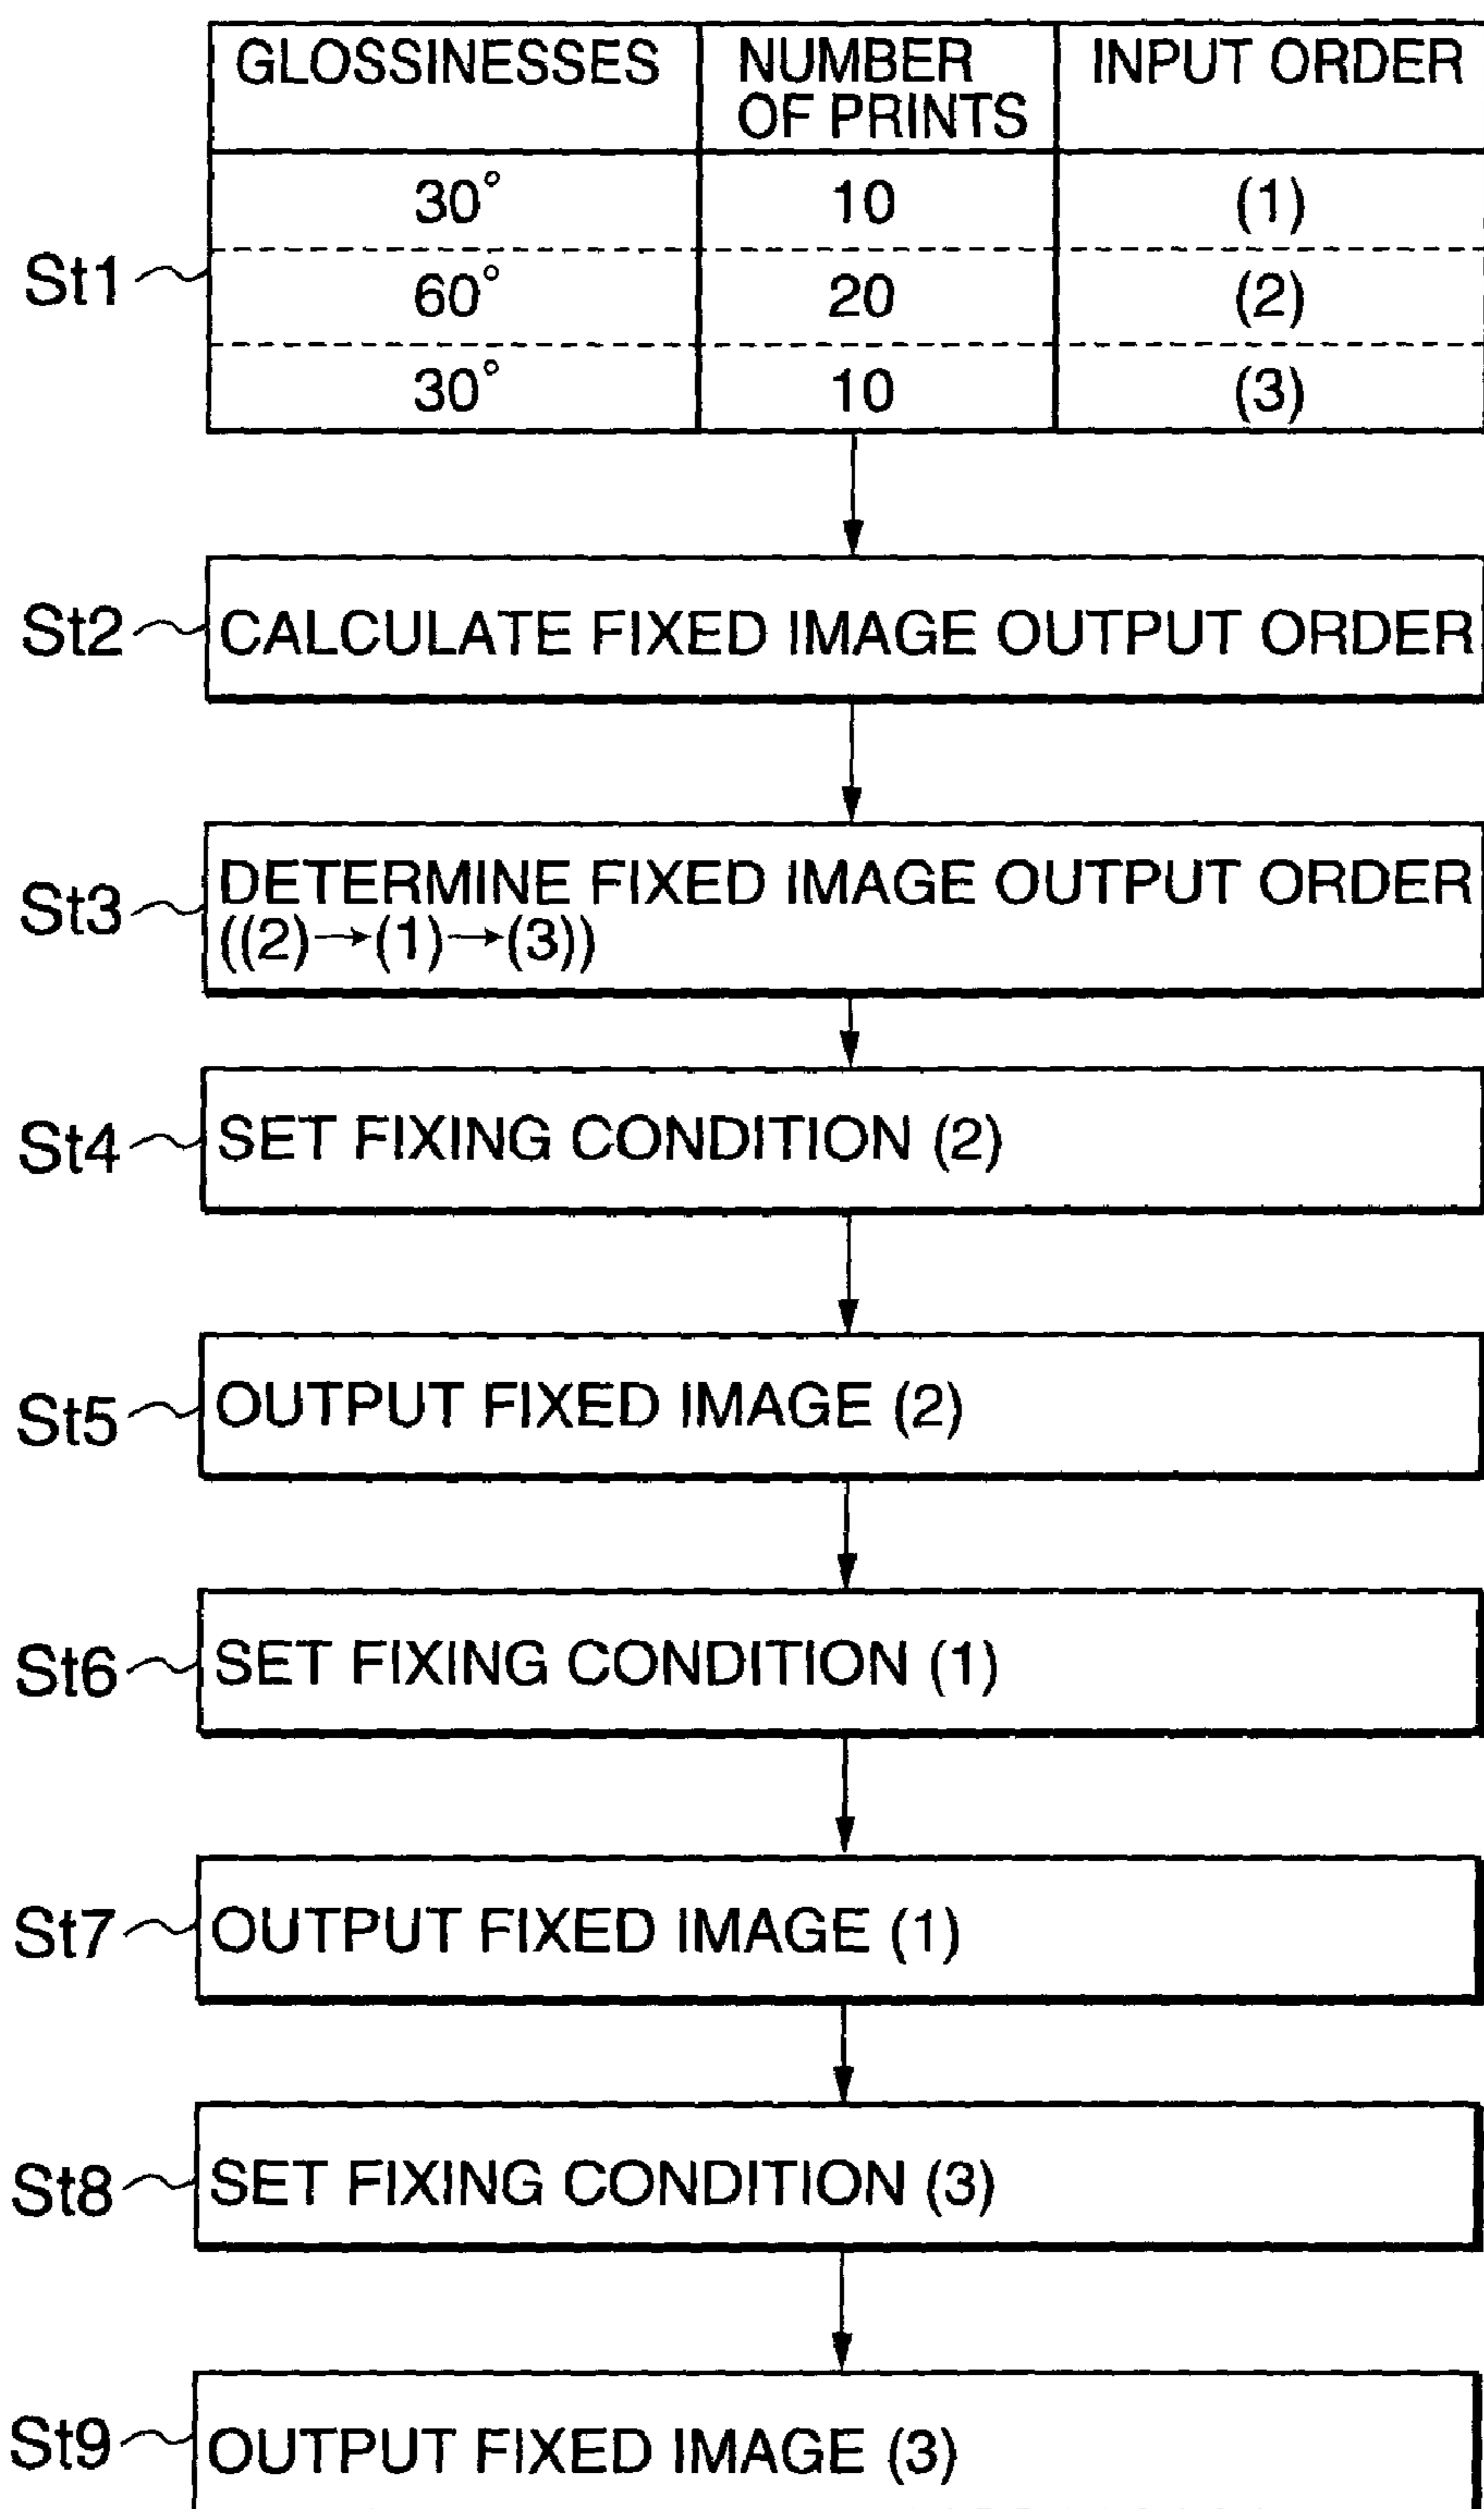 GLOSSINESSES NUMBER OF PRINTS INPUT ORDER
30° 10 (1)
St1
60° 20 (2)
30° 10 (3)
St2 CALCULATE FIXED IMAGE OUTPUT ORDER
St3 DETERMINE FIXED IMAGE OUTPUT ORDER
((2)→(1)→(3))
St4 SET FIXING CONDITION (2)
St5 OUTPUT FIXED IMAGE (2)
St6 SET FIXING CONDITION (1)
St7 OUTPUT FIXED IMAGE (1)
St8 SET FIXING CONDITION (3)
St9 OUTPUT FIXED IMAGE (3)